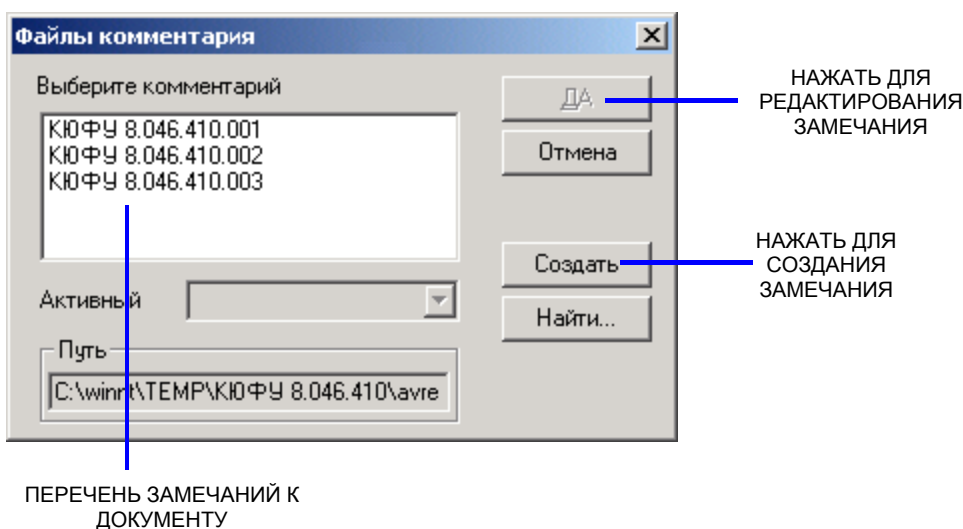 Файлы комментария
Выберите комментарий
КЮФУ 8.046.410.001
КЮФУ 8.046.410.002
КЮФУ 8.046.410.003
Активный
Путь
C:\winnt\TEMP\КЮФУ 8.046.410\avre
ДА
Отмена
Создать
Найти...
НАЖАТЬ ДЛЯ
РЕДАКТИРОВАНИЯ
ЗАМЕЧАНИЯ
НАЖАТЬ ДЛЯ
СОЗДАНИЯ
ЗАМЕЧАНИЯ
ПЕРЕЧЕНЬ ЗАМЕЧАНИЙ К
ДОКУМЕНТУ